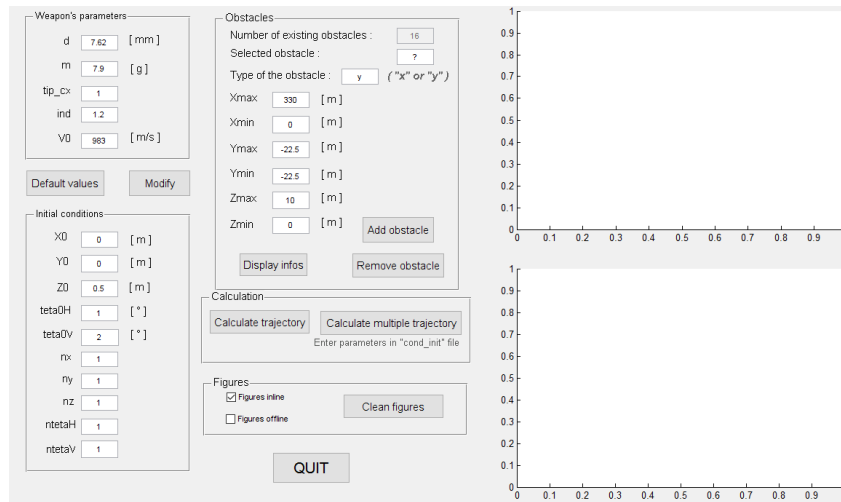 Weapon's parameters
d 7.62 [ mm ]
m 7.9 [ g ]
tip_cx 1
ind 1.2
V0 983 [ m/s ]
Default values Modify
Initial conditions
X0 0 [ m ]
Y0 0 [ m ]
Z0 0.5 [ m ]
teta0H 1 [ ° ]
teta0V 2 [ ° ]
nx 1
ny 1
nz 1
ntetaH 1
ntetaV 1
Obstacles
Number of existing obstacles : 16
Selected obstacle : ?
Type of the obstacle : y ( "x" or "y" )
Xmax 330 [ m ]
Xmin 0 [ m ]
Ymax -22.5 [ m ]
Ymin -22.5 [ m ]
Zmax 10 [ m ]
Zmin 0 [ m ]
Add obstacle
Display infos Remove obstacle
Calculation
Calculate trajectory Calculate multiple trajectory
Enter parameters in "cond_init" file
Figures
Figures inline
Figures offline
Clean figures
QUIT
1
0.9
0.8
0.7
0.6
0.5
0.4
0.3
0.2
0.1
0
0 0.1 0.2 0.3 0.4 0.5 0.6 0.7 0.8 0.9
1
0.9
0.8
0.7
0.6
0.5
0.4
0.3
0.2
0.1
0
0 0.1 0.2 0.3 0.4 0.5 0.6 0.7 0.8 0.9